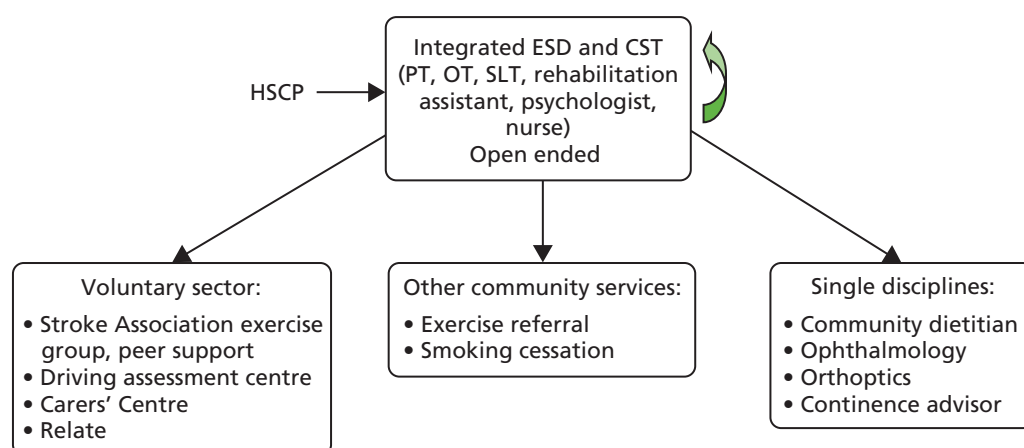 Integrated ESD and CST
(PT, OT, SLT, rehabilitation
assistant, psychologist,
nurse)
Open ended
HSCP
Voluntary sector:
• Stroke Association exercise
group, peer support
• Driving assessment centre
• Carers’ Centre
• Relate
Other community services:
• Exercise referral
• Smoking cessation
Single disciplines:
• Community dietitian
• Ophthalmology
• Orthoptics
• Continence advisor